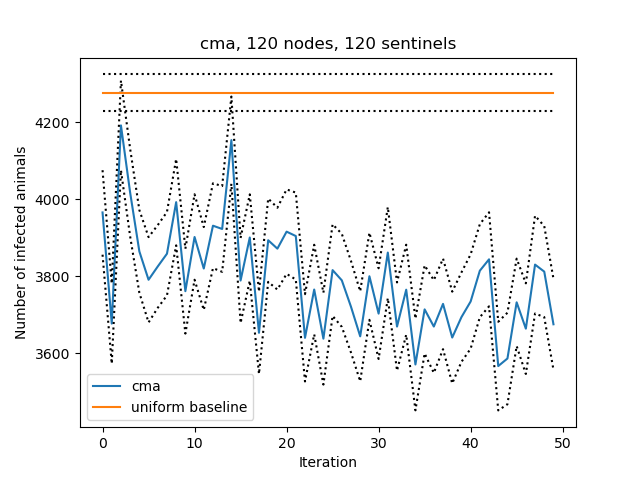 cma, 120 nodes, 120 sentinels
Number of infected animals
4200
4000
3800
3600
cma
uniform baseline
0 10 20 30 40 50
Iteration